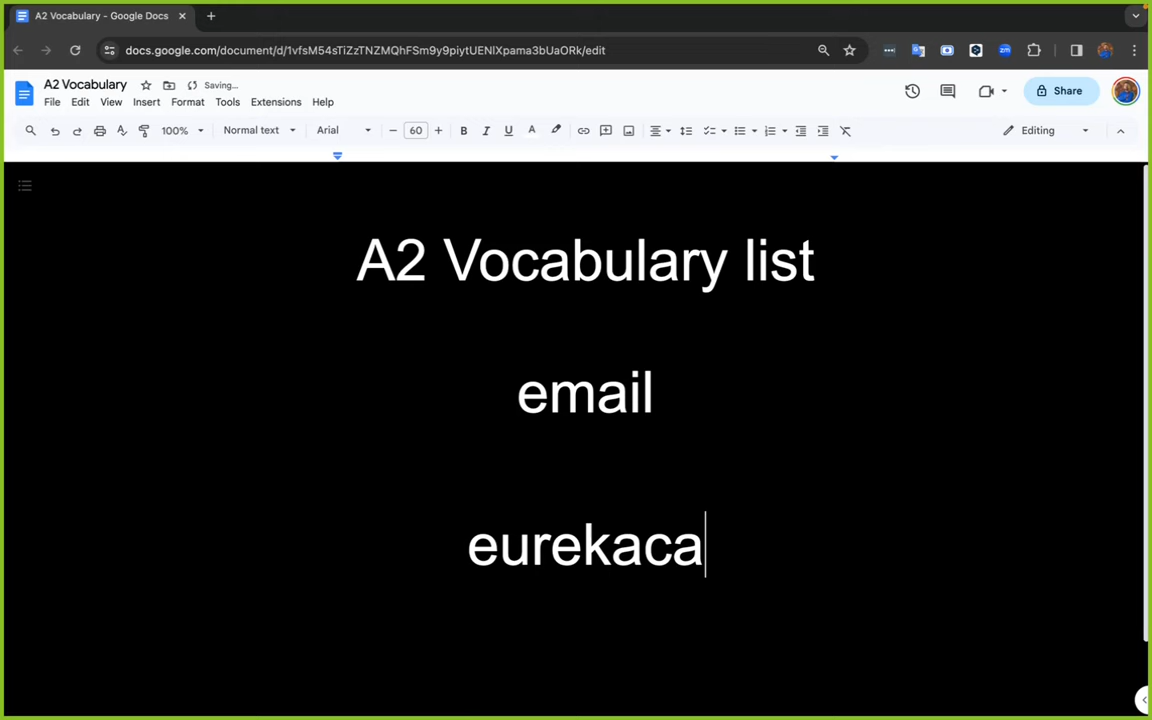 A2 Vocabulary - Google Docs
docs.google.com/document/d/1vfsM54sTiZzTNZMQhFSm9y9piytUENlXpama3bUaORk/edit
A2 Vocabulary Saving...
File Edit View Insert Format Tools Extensions Help
Share
100% Normal text Arial 60 B I U A Editing
A2 Vocabulary list
email
eurekaca